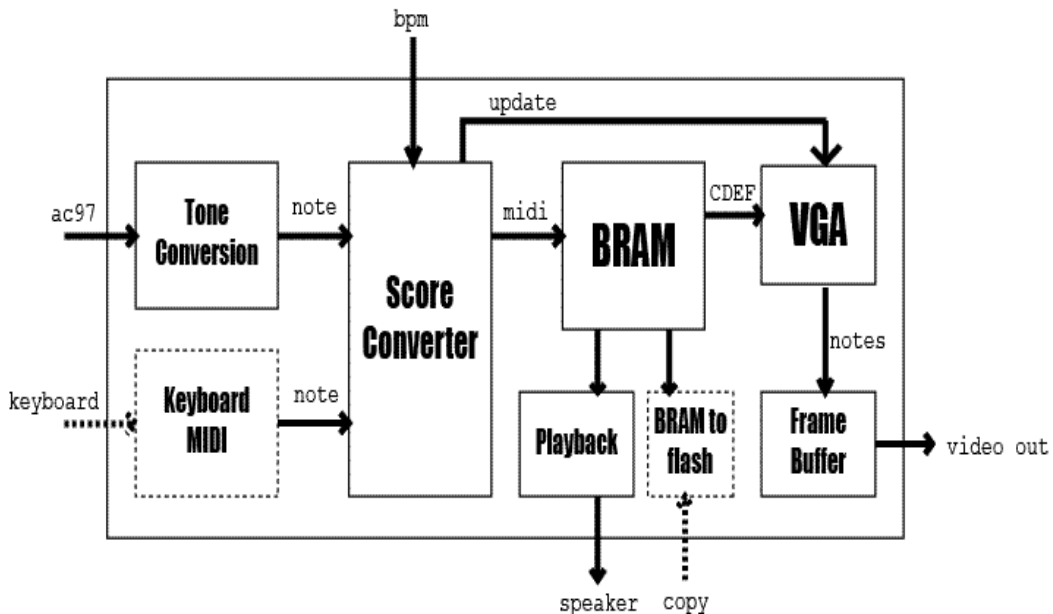 bpm
update
ac97
Tone
Conversion
note
Score
Converter
midi
BRAM
CDEF
VGA
keyboard
Keyboard
MIDI
note
Playback
BRAM to
flash
notes
Frame
Buffer
video out
speaker
copy